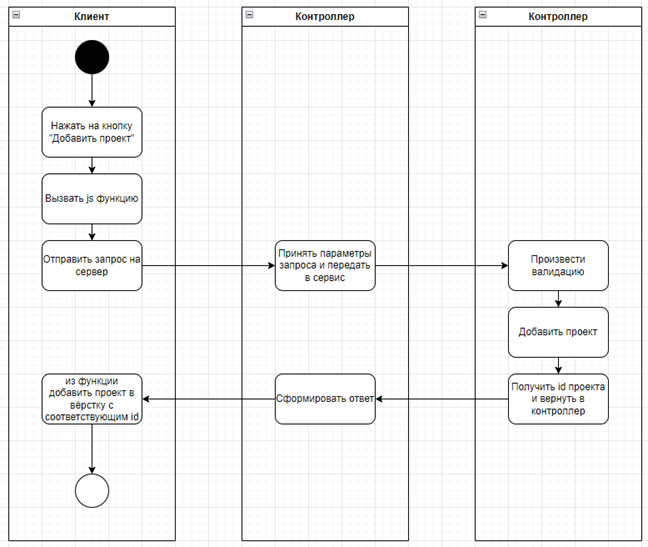 Клиент
Контроллер
Контроллер
Нажать на кнопку
"Добавить проект"
Вызвать js функцию
Отправить запрос на
сервер
Принять параметры
запроса и передать
в сервис
Произвести
валидацию
Добавить проект
Получить id проекта
и вернуть в
контроллер
Сформировать ответ
из функции
добавить проект в
вёрстку с
соответствующим id